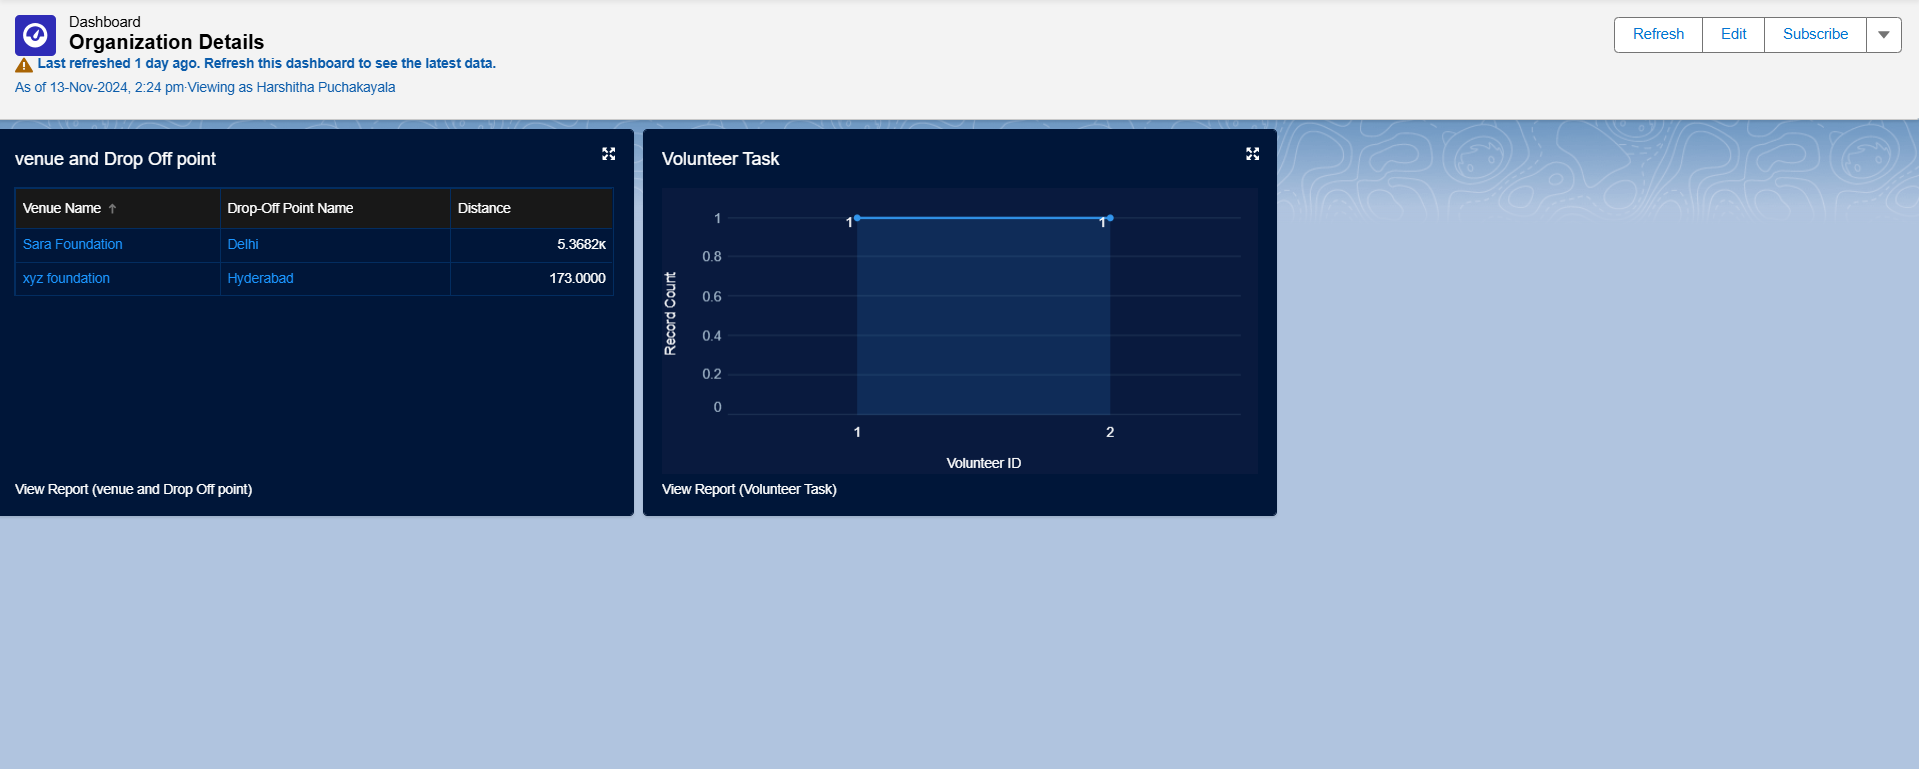 Dashboard
Organization Details
Last refreshed 1 day ago. Refresh this dashboard to see the latest data.
As of 13-Nov-2024, 2:24 pm·Viewing as Harshitha Puchakayala
Refresh Edit Subscribe
venue and Drop Off point
Venue Name ↑ Drop-Off Point Name Distance
Sara Foundation Delhi 5.3682ĸ
xyz foundation Hyderabad 173.0000
View Report (venue and Drop Off point)
Volunteer Task
Record Count
1
0.8
0.6
0.4
0.2
0
1 1
1 2
Volunteer ID
View Report (Volunteer Task)